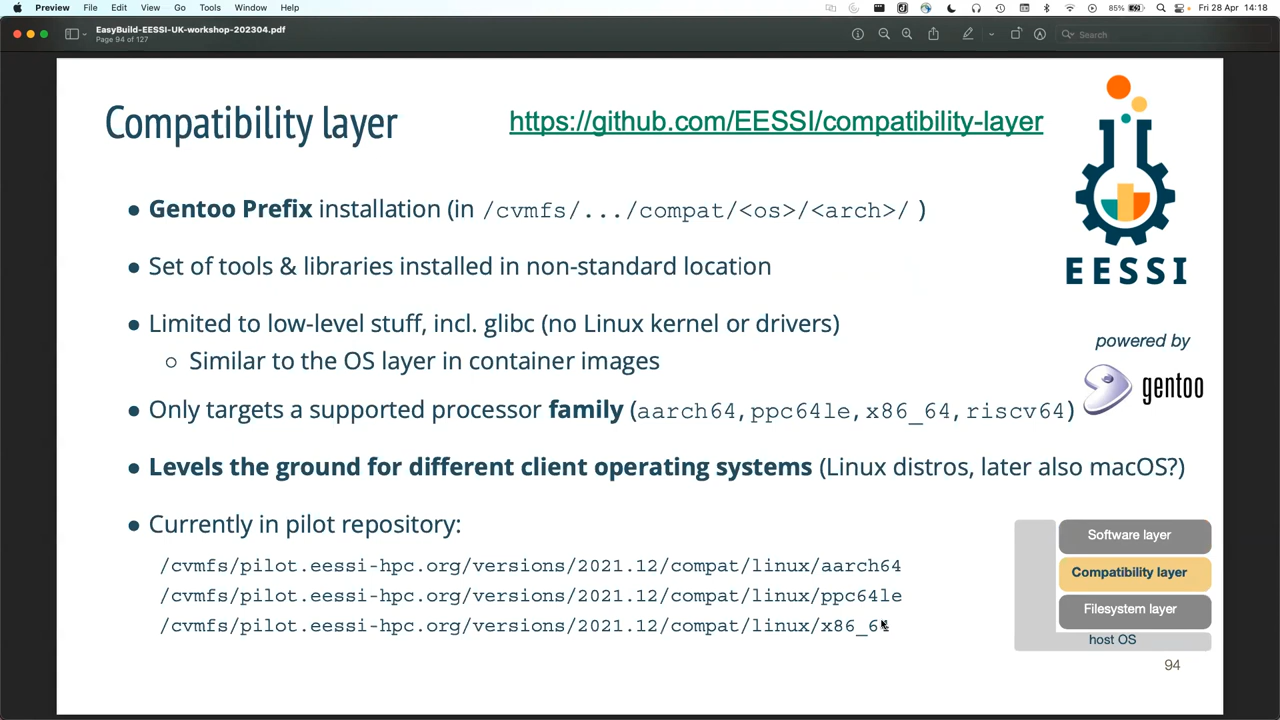 Preview File Edit View Go Tools Window Help
85% Fri 28 Apr 14:18
EasyBuild-EESSI-UK-workshop-202304.pdf
Page 94 of 127
Search
Compatibility layer
https://github.com/EESSI/compatibility-layer
● Gentoo Prefix installation (in /cvmfs/.../compat/<os>/<arch>/ )
● Set of tools & libraries installed in non-standard location
● Limited to low-level stuff, incl. glibc (no Linux kernel or drivers)
○ Similar to the OS layer in container images
● Only targets a supported processor family (aarch64, ppc64le, x86_64, riscv64)
● Levels the ground for different client operating systems (Linux distros, later also macOS?)
● Currently in pilot repository:
/cvmfs/pilot.eessi-hpc.org/versions/2021.12/compat/linux/aarch64
/cvmfs/pilot.eessi-hpc.org/versions/2021.12/compat/linux/ppc64le
/cvmfs/pilot.eessi-hpc.org/versions/2021.12/compat/linux/x86_64
EESSI
powered by
gentoo
Software layer
Compatibility layer
Filesystem layer
host OS
94